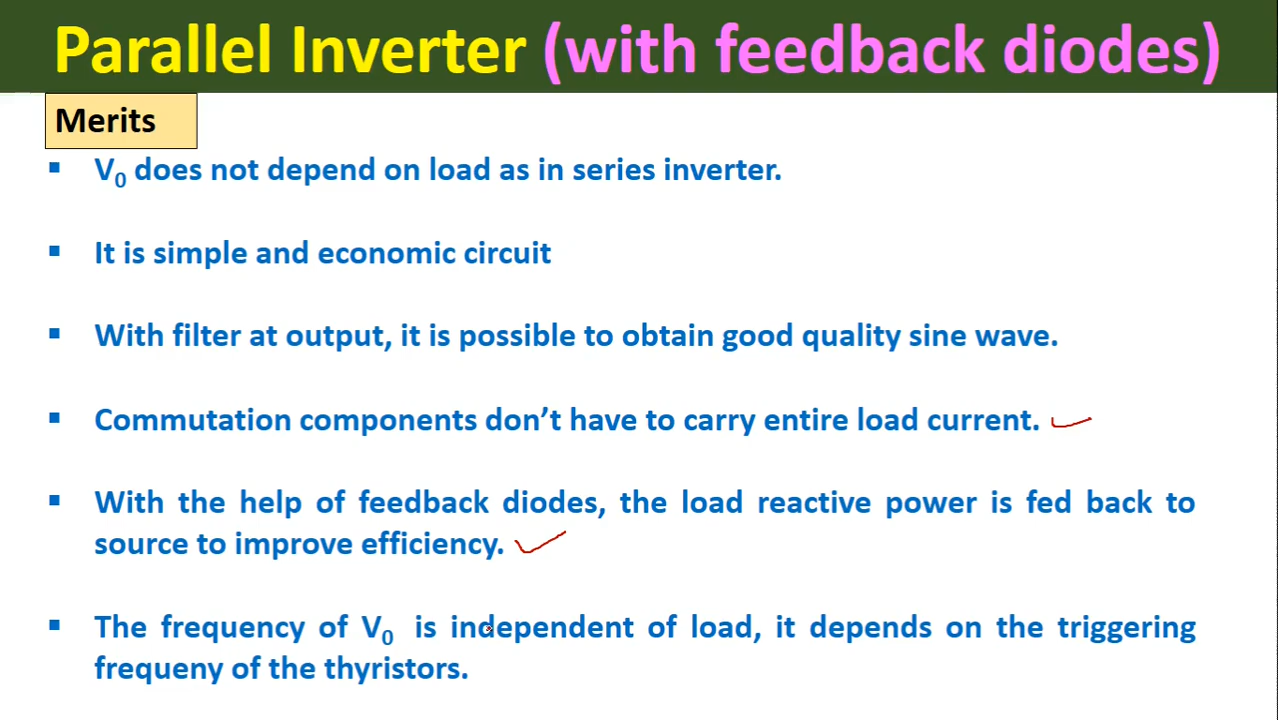 Parallel Inverter (with feedback diodes)
Merits
▪ V₀ does not depend on load as in series inverter.
▪ It is simple and economic circuit
▪ With filter at output, it is possible to obtain good quality sine wave.
▪ Commutation components don’t have to carry entire load current.
▪ With the help of feedback diodes, the load reactive power is fed back to
source to improve efficiency.
▪ The frequency of V₀ is independent of load, it depends on the triggering
frequeny of the thyristors.